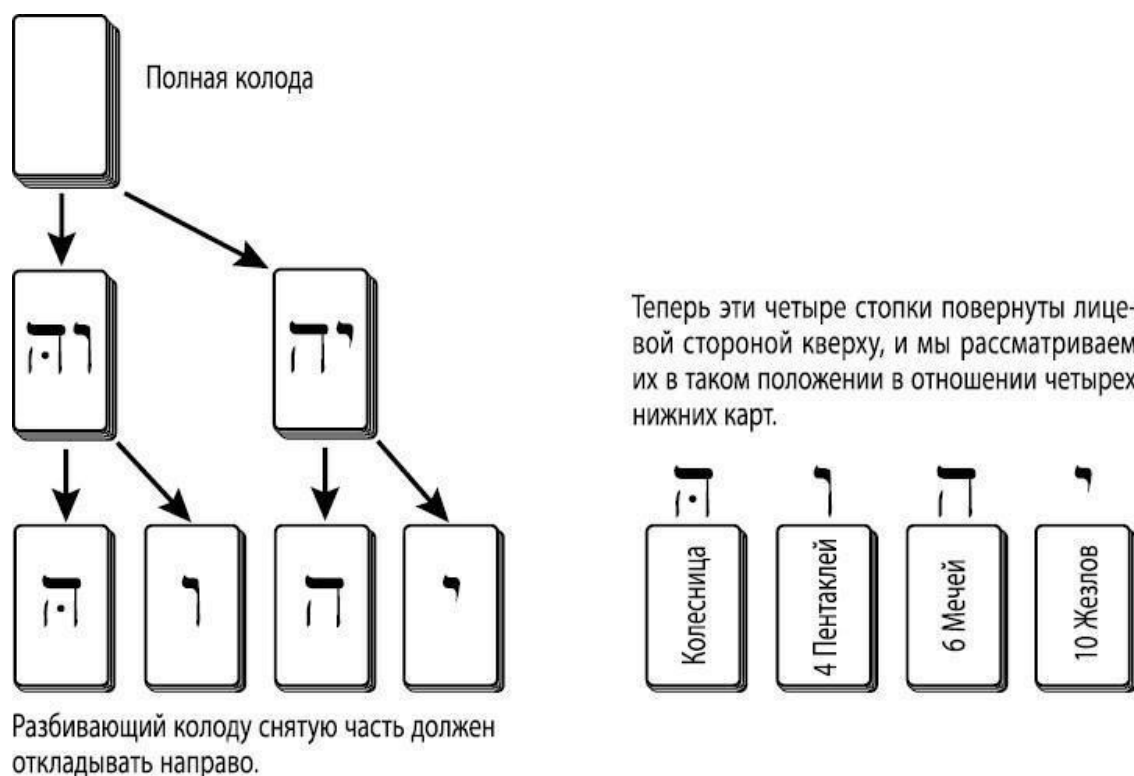 Полная колода
וה יה
Теперь эти четыре стопки повернуты лице-
вой стороной кверху, и мы рассматриваем
их в таком положении в отношении четырех
нижних карт.
ה ו ה י
ה ו ה י
Колесница
4 Пентаклей
6 Мечей
10 Жезлов
Разбивающий колоду снятую часть должен
откладывать направо.